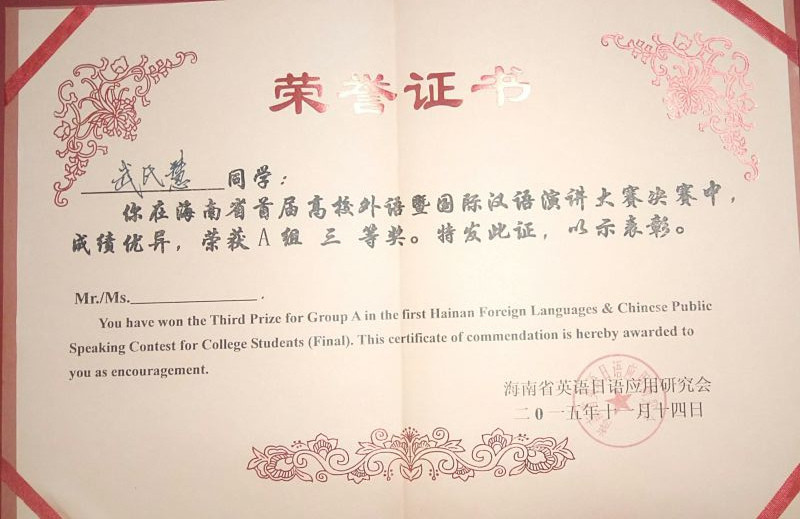 荣誉证书
武氏慧同学：
你在海南省首届高校外语暨国际汉语演讲大赛决赛中，
成绩优异，荣获A组 三 等奖。特发此证，以示表彰。
Mr./Ms.____________.
You have won the Third Prize for Group A in the first Hainan Foreign Languages & Chinese Public
Speaking Contest for College Students (Final). This certificate of commendation is hereby awarded to
you as encouragement.
海南省英语日语应用研究会
二0一五年十一月十四日